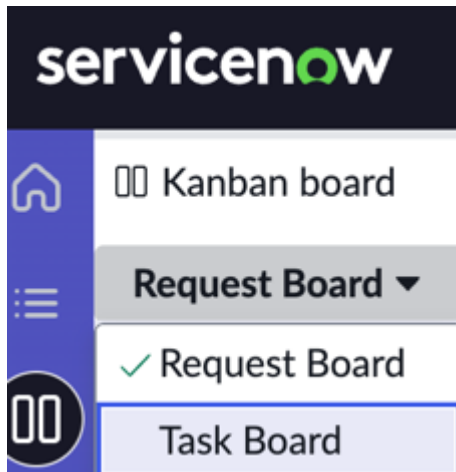 servicenow
Kanban board
Request Board
Request Board
Task Board